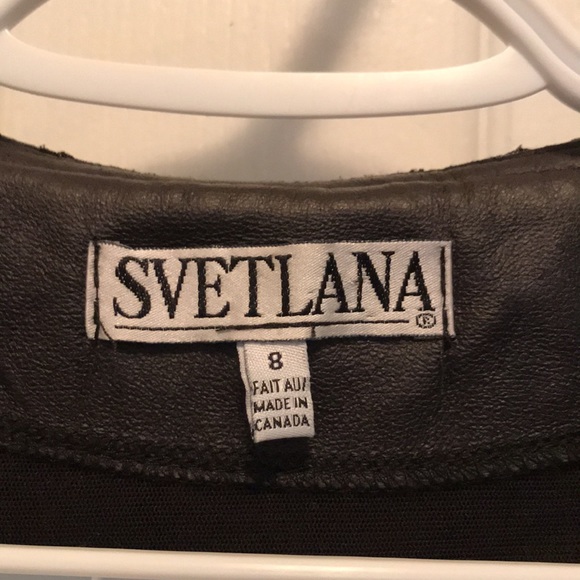 SVETLANA®
8
FAIT AU/
MADE IN
CANADA